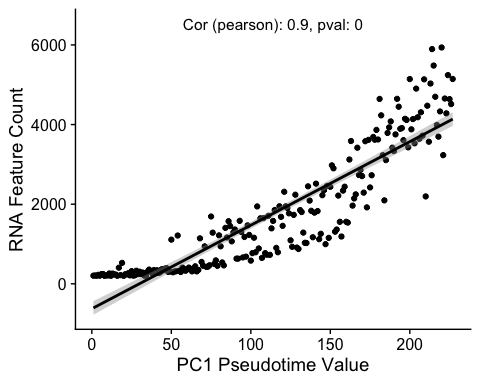 Cor (pearson): 0.9, pval: 0
RNA Feature Count
6000
4000
2000
0
0 50 100 150 200
PC1 Pseudotime Value